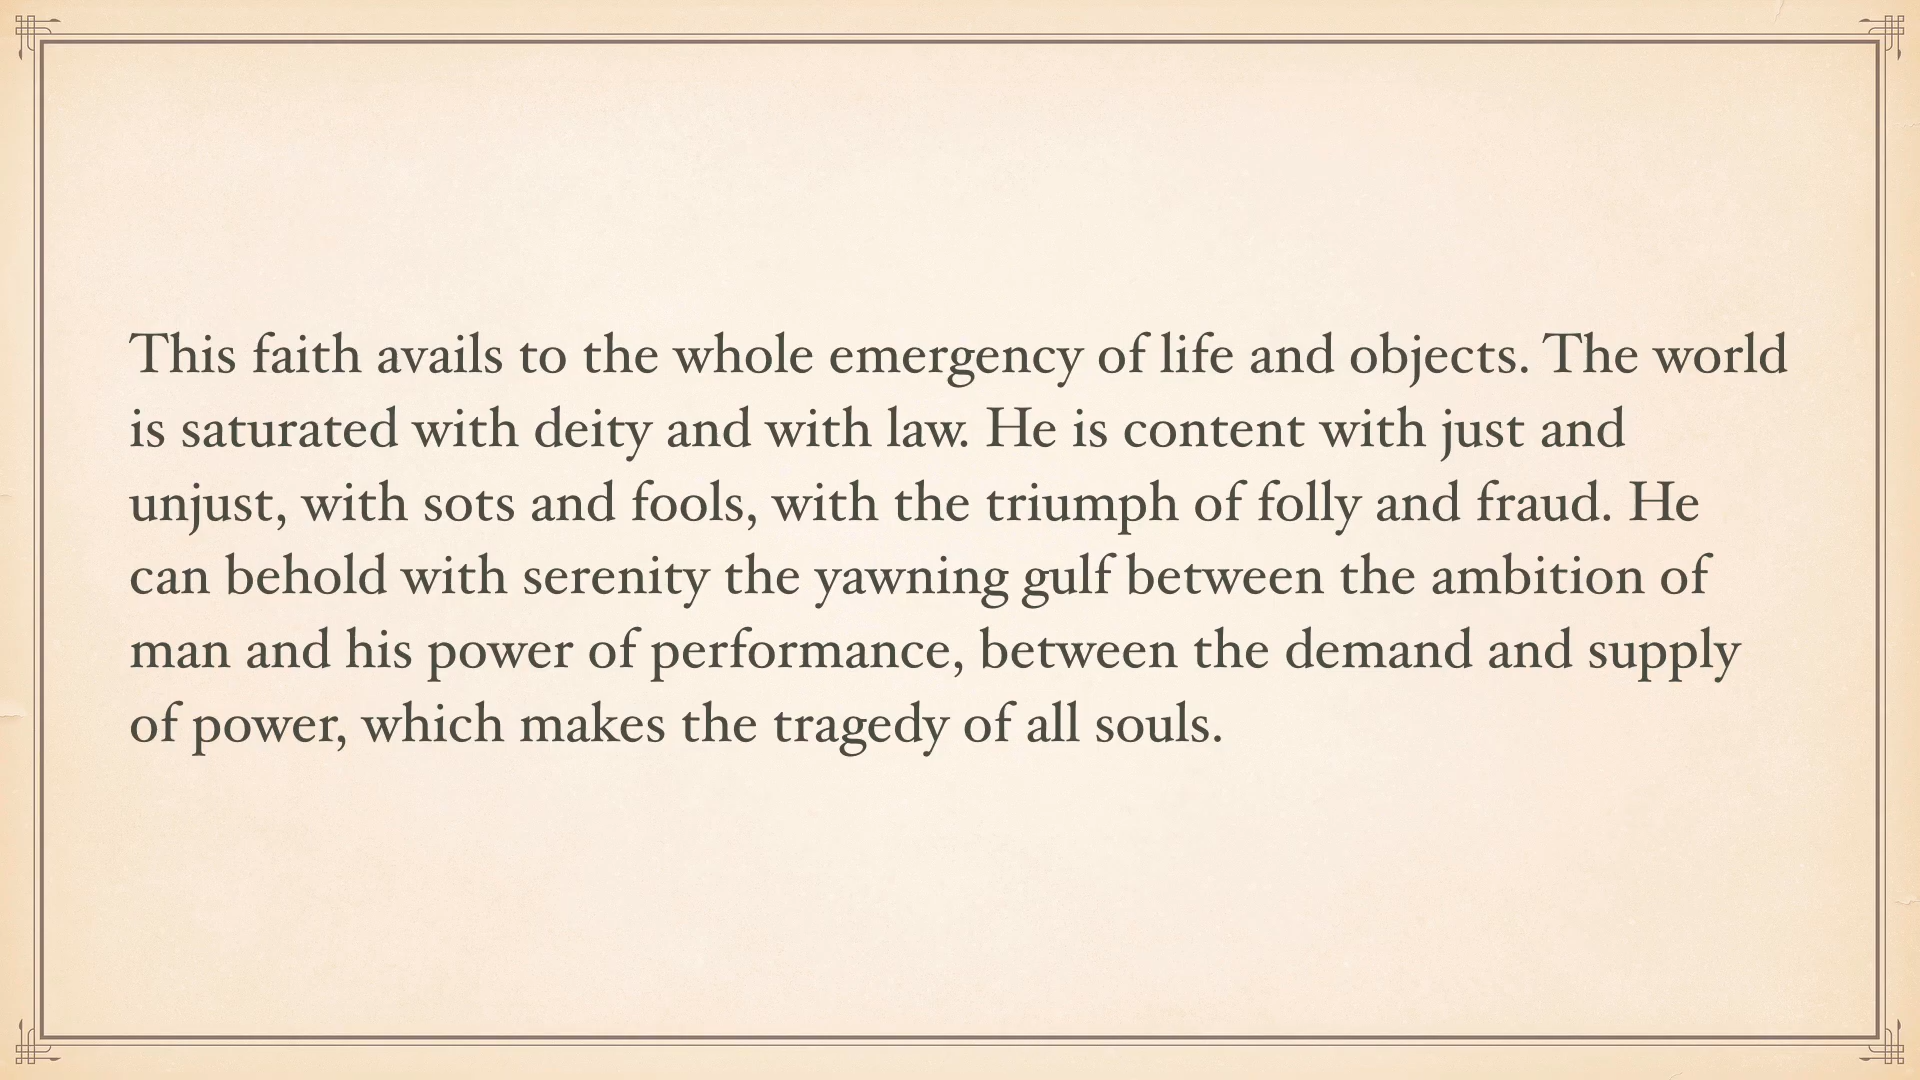 This faith avails to the whole emergency of life and objects. The world
is saturated with deity and with law. He is content with just and
unjust, with sots and fools, with the triumph of folly and fraud. He
can behold with serenity the yawning gulf between the ambition of
man and his power of performance, between the demand and supply
of power, which makes the tragedy of all souls.